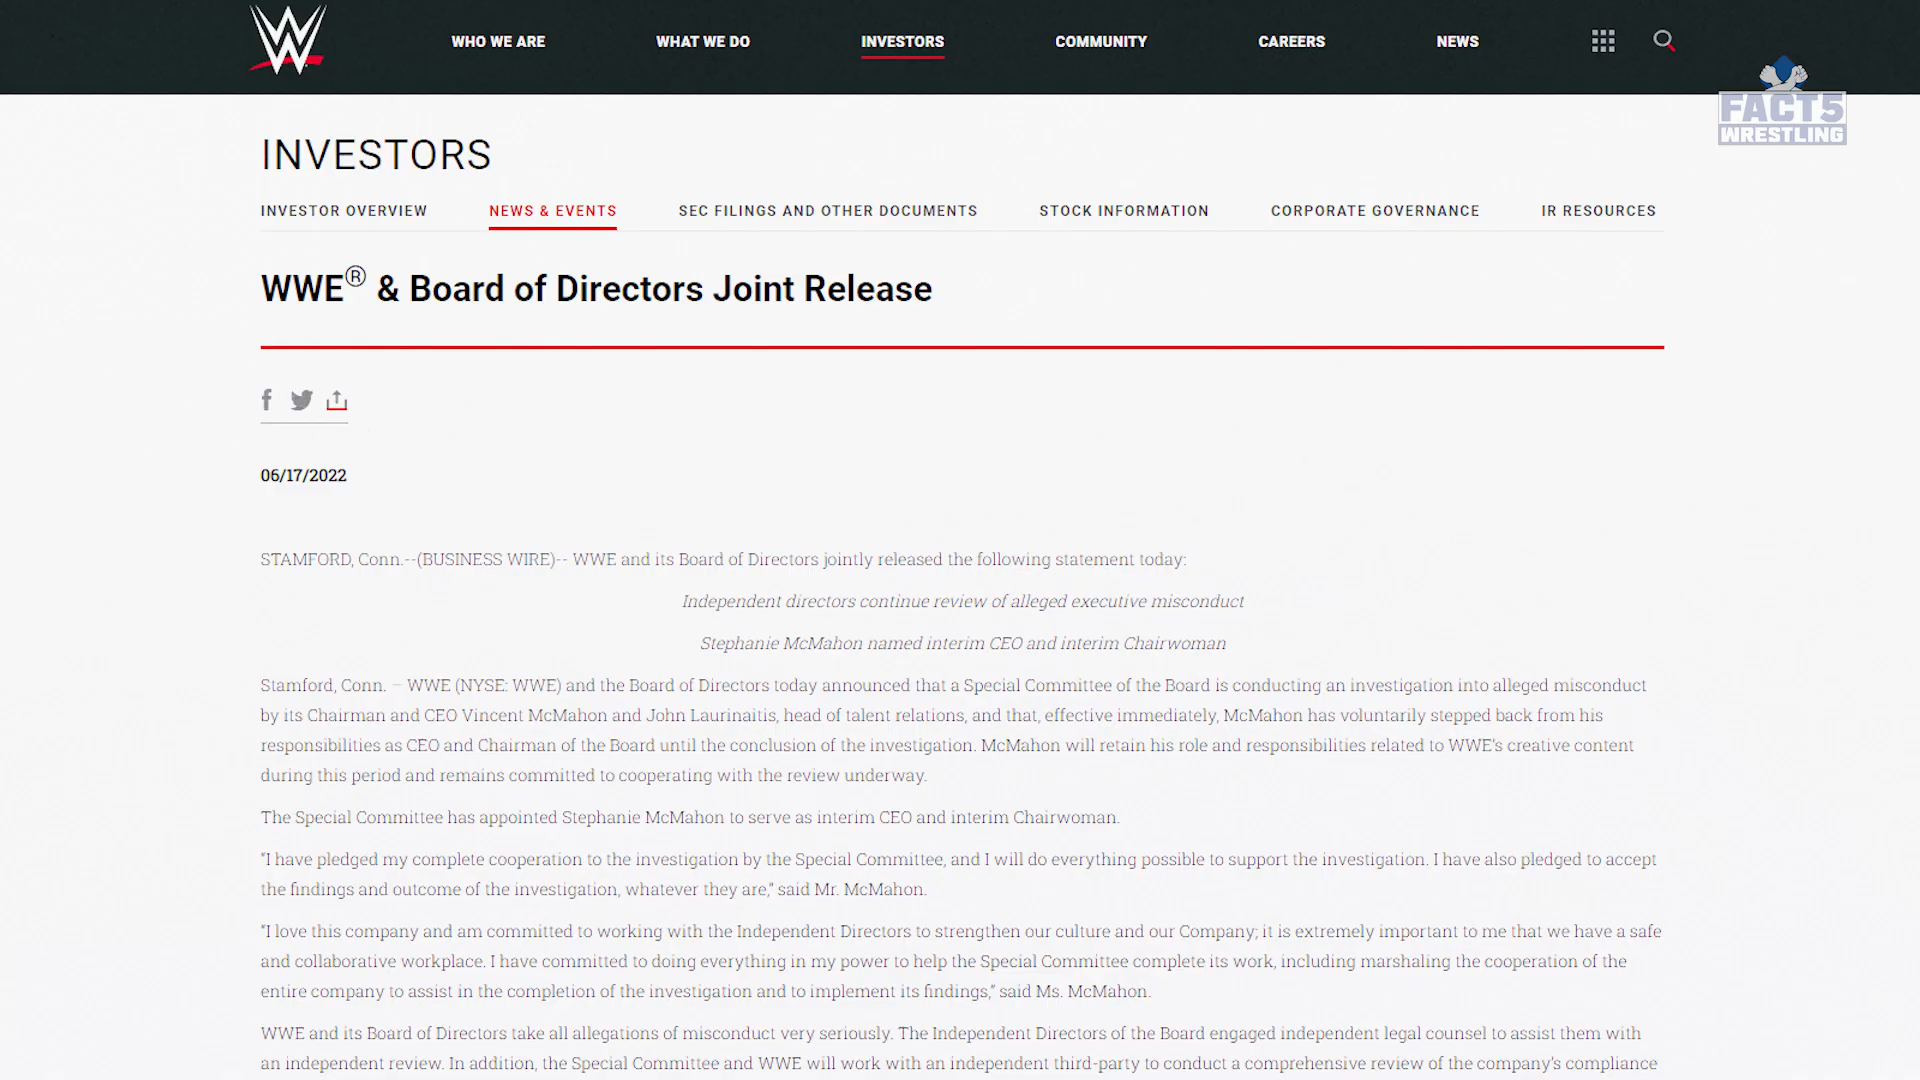 W
WHO WE ARE WHAT WE DO INVESTORS COMMUNITY CAREERS NEWS
FACT5
WRESTLING
INVESTORS
INVESTOR OVERVIEW NEWS & EVENTS SEC FILINGS AND OTHER DOCUMENTS STOCK INFORMATION CORPORATE GOVERNANCE IR RESOURCES
WWE® & Board of Directors Joint Release
06/17/2022
STAMFORD, Conn.--(BUSINESS WIRE)-- WWE and its Board of Directors jointly released the following statement today:
Independent directors continue review of alleged executive misconduct
Stephanie McMahon named interim CEO and interim Chairwoman
Stamford, Conn. – WWE (NYSE: WWE) and the Board of Directors today announced that a Special Committee of the Board is conducting an investigation into alleged misconduct
by its Chairman and CEO Vincent McMahon and John Laurinaitis, head of talent relations, and that, effective immediately, McMahon has voluntarily stepped back from his
responsibilities as CEO and Chairman of the Board until the conclusion of the investigation. McMahon will retain his role and responsibilities related to WWE's creative content
during this period and remains committed to cooperating with the review underway.
The Special Committee has appointed Stephanie McMahon to serve as interim CEO and interim Chairwoman.
"I have pledged my complete cooperation to the investigation by the Special Committee, and I will do everything possible to support the investigation. I have also pledged to accept
the findings and outcome of the investigation, whatever they are," said Mr. McMahon.
"I love this company and am committed to working with the Independent Directors to strengthen our culture and our Company; it is extremely important to me that we have a safe
and collaborative workplace. I have committed to doing everything in my power to help the Special Committee complete its work, including marshaling the cooperation of the
entire company to assist in the completion of the investigation and to implement its findings," said Ms. McMahon.
WWE and its Board of Directors take all allegations of misconduct very seriously. The Independent Directors of the Board engaged independent legal counsel to assist them with
an independent review. In addition, the Special Committee and WWE will work with an independent third-party to conduct a comprehensive review of the company's compliance